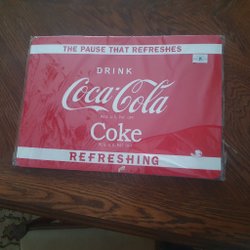 THE PAUSE THAT REFRESHES
DRINK
Coca-Cola
Coke
REFRESHING